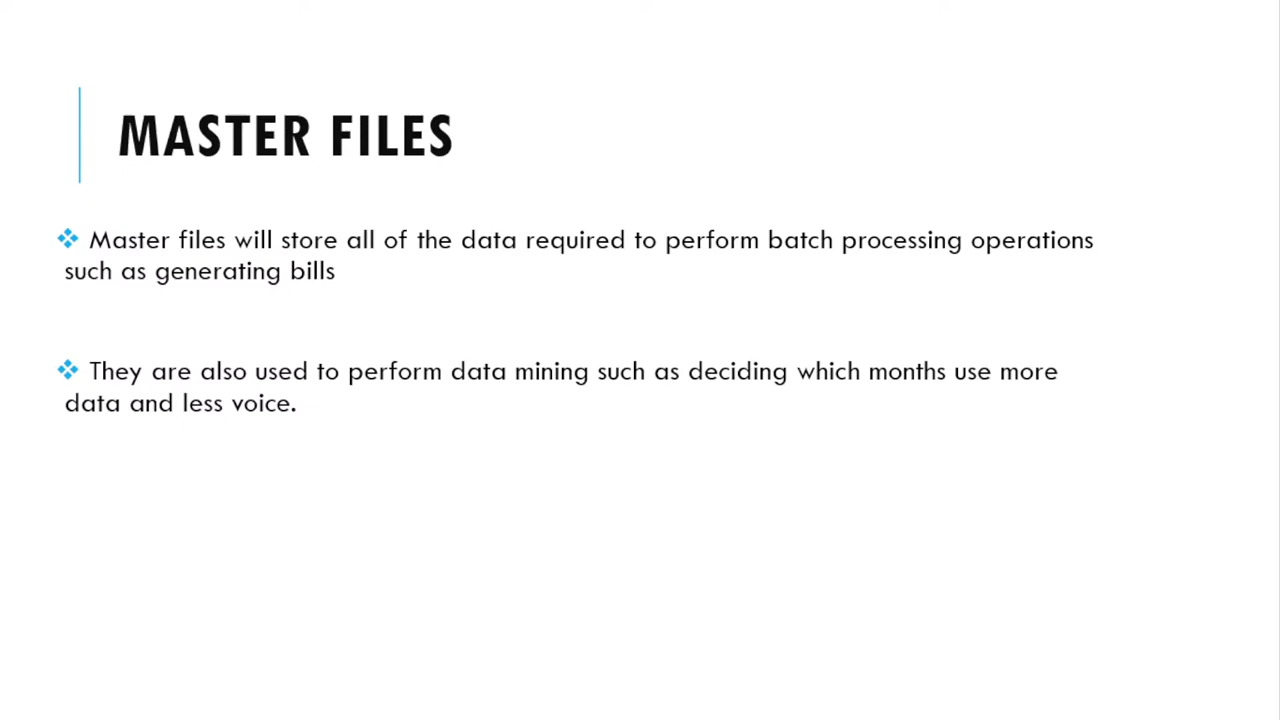 MASTER FILES
Master files will store all of the data required to perform batch processing operations
such as generating bills
They are also used to perform data mining such as deciding which months use more
data and less voice.